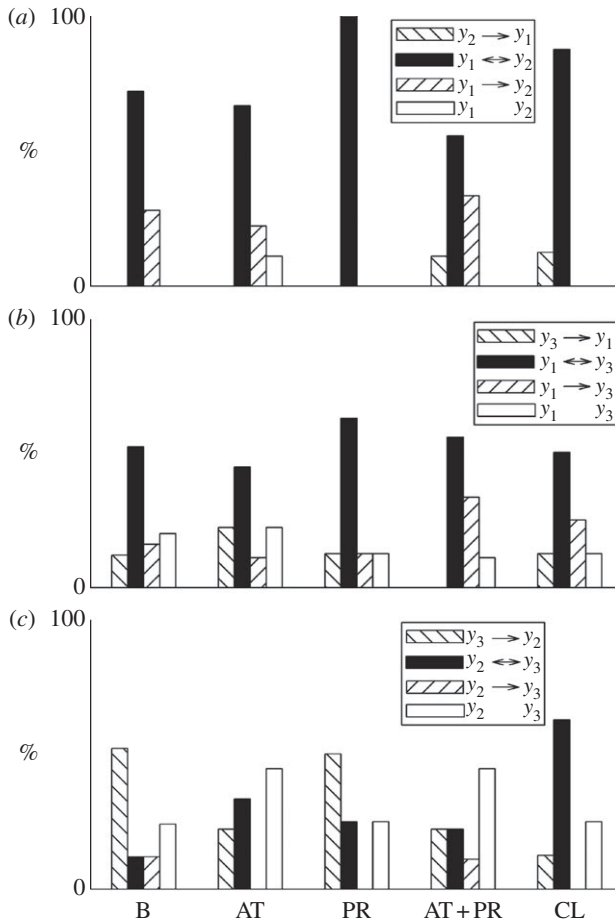 (a) 100
y2 → y1
y1 ↔ y2
y1 → y2
y1 y2
%
0
(b) 100
y3 → y1
y1 ↔ y3
y1 → y3
y1 y3
%
0
(c) 100
y3 → y2
y2 ↔ y3
y2 → y3
y2 y3
%
0
B AT PR AT + PR CL